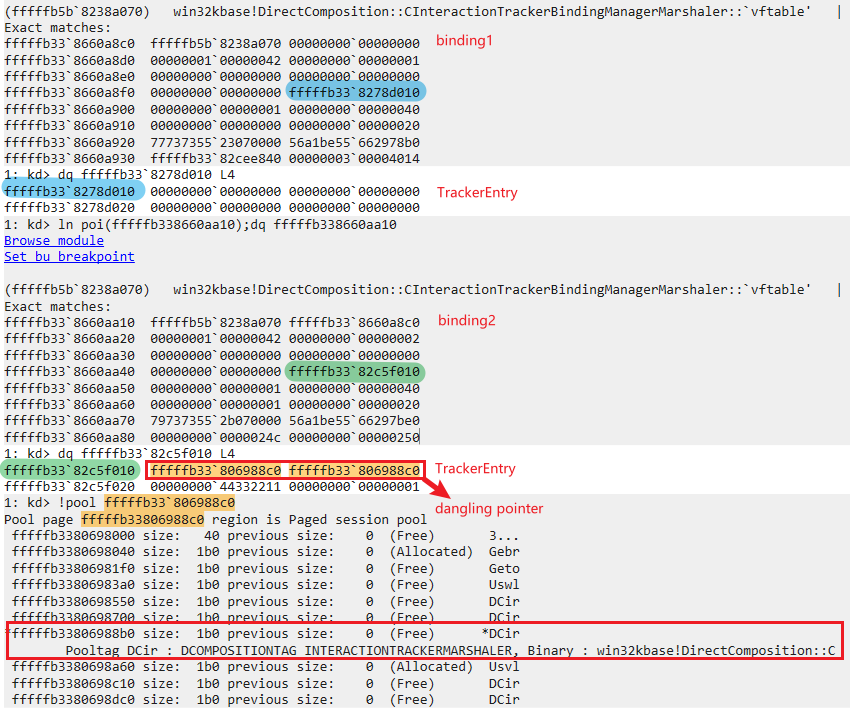 (fffffb5b`8238a070)   win32kbase!DirectComposition::CInteractionTrackerBindingManagerMarshaler::`vftable'   |
Exact matches:
fffffb33`8660a8c0  fffffb5b`8238a070 00000000`00000000 binding1
fffffb33`8660a8d0  00000001`00000042 00000000`00000001
fffffb33`8660a8e0  00000000`00000000 00000000`00000000
fffffb33`8660a8f0  00000000`00000000 fffffb33`8278d010
fffffb33`8660a900  00000000`00000001 00000000`00000040
fffffb33`8660a910  00000000`00000000 00000000`00000020
fffffb33`8660a920  77737355`23070000 56a1be55`662978b0
fffffb33`8660a930  fffffb33`82cee840 00000003`00004014
1: kd> dq fffffb33`8278d010 L4
fffffb33`8278d010  00000000`00000000 00000000`00000000 TrackerEntry
fffffb33`8278d020  00000000`00000000 00000000`00000000
1: kd> ln poi(fffffb338660aa10);dq fffffb338660aa10
Browse module
Set bu breakpoint
(fffffb5b`8238a070)   win32kbase!DirectComposition::CInteractionTrackerBindingManagerMarshaler::`vftable'   |
Exact matches:
fffffb33`8660aa10  fffffb5b`8238a070 fffffb33`8660a8c0 binding2
fffffb33`8660aa20  00000001`00000042 00000000`00000002
fffffb33`8660aa30  00000000`00000000 00000000`00000000
fffffb33`8660aa40  00000000`00000000 fffffb33`82c5f010
fffffb33`8660aa50  00000000`00000001 00000000`00000040
fffffb33`8660aa60  00000000`00000001 00000000`00000020
fffffb33`8660aa70  79737355`2b070000 56a1be55`66297be0
fffffb33`8660aa80  00000000`0000024c 00000000`00000250
1: kd> dq fffffb33`82c5f010 L4
fffffb33`82c5f010  fffffb33`806988c0 fffffb33`806988c0 TrackerEntry
fffffb33`82c5f020  00000000`44332211 00000000`00000001
dangling pointer
1: kd> !pool fffffb33`806988c0
Pool page fffffb33806988c0 region is Paged session pool
fffffb3380698000 size:   40 previous size:    0  (Free)       3...
fffffb3380698040 size:  1b0 previous size:    0  (Allocated)  Gebr
fffffb33806981f0 size:  1b0 previous size:    0  (Free)       Geto
fffffb33806983a0 size:  1b0 previous size:    0  (Free)       Uswl
fffffb3380698550 size:  1b0 previous size:    0  (Free)       DCir
fffffb3380698700 size:  1b0 previous size:    0  (Free)       DCir
*fffffb33806988b0 size:  1b0 previous size:    0  (Free)      *DCir
Pooltag DCir : DCOMPOSITIONTAG_INTERACTIONTRACKERMARSHALER, Binary : win32kbase!DirectComposition::C
fffffb3380698a60 size:  1b0 previous size:    0  (Allocated)  Usvl
fffffb3380698c10 size:  1b0 previous size:    0  (Free)       DCir
fffffb3380698dc0 size:  1b0 previous size:    0  (Free)       DCir